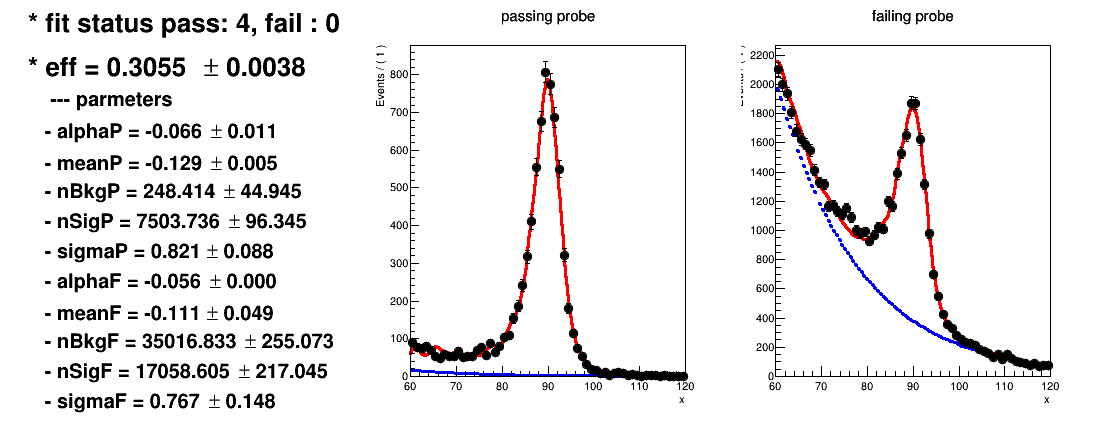 * fit status pass: 4, fail : 0
* eff = 0.3055 ± 0.0038
--- parmeters
- alphaP = -0.066 ± 0.011
- meanP = -0.129 ± 0.005
- nBkgP = 248.414 ± 44.945
- nSigP = 7503.736 ± 96.345
- sigmaP = 0.821 ± 0.088
- alphaF = -0.056 ± 0.000
- meanF = -0.111 ± 0.049
- nBkgF = 35016.833 ± 255.073
- nSigF = 17058.605 ± 217.045
- sigmaF = 0.767 ± 0.148
passing probe
Events / ( 1 )
800
700
600
500
400
300
200
100
0
60 70 80 90 100 110 120
x
failing probe
2200
2000
1800
1600
1400
1200
1000
800
600
400
200
0
60 70 80 90 100 110 120
x